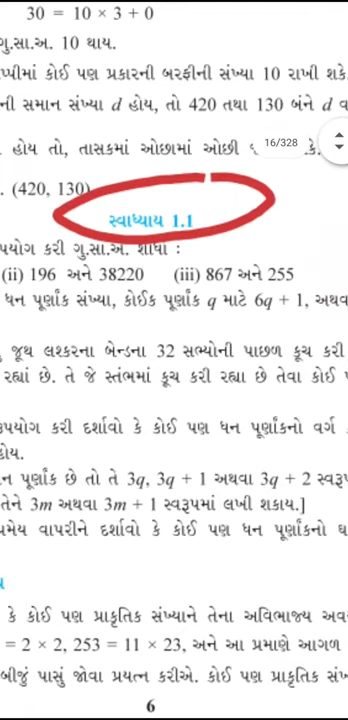 30 = 10 × 3 + 0
ગુ.સા.અ. 10 થાય.
પ્પીમાં કોઈ પણ પ્રકારની બરફીની સંખ્યા 10 રાખી શકે.
ની સમાન સંખ્યા d હોય, તો 420 તથા 130 બંને d વ
હોય તો, તાસકમાં ઓછામાં ઓછી
16/328
કે.
. (420, 130)
સ્વાધ્યાય 1.1
પયોગ કરી ગુ.સા.અ. શોધો :
(ii) 196 અને 38220 (iii) 867 અને 255
ધન પૂર્ણાંક સંખ્યા, કોઈક પૂર્ણાંક q માટે 6q + 1, અથવ
જૂથ લશ્કરના બેન્ડના 32 સભ્યોની પાછળ કૂચ કરી
રહ્યાં છે. તે જે સ્તંભમાં કૂચ કરી રહ્યા છે તેવા કોઈ
પયોગ કરી દર્શાવો કે કોઈ પણ ધન પૂર્ણાંકનો વર્ગ
હોય.
ન પૂર્ણાંક છે તો તે 3q, 3q + 1 અથવા 3q + 2 સ્વરૂપ
તેને 3m અથવા 3m + 1 સ્વરૂપમાં લખી શકાય.]
પ્રમેય વાપરીને દર્શાવો કે કોઈ પણ ધન પૂર્ણાંકનો ઘ
કે કોઈ પણ પ્રાકૃતિક સંખ્યાને તેના અવિભાજ્ય અવ
= 2 × 2, 253 = 11 × 23, અને આ પ્રમાણે આગળ
બીજું પાસું જોવા પ્રયત્ન કરીએ. કોઈ પણ પ્રાકૃતિક સં
6